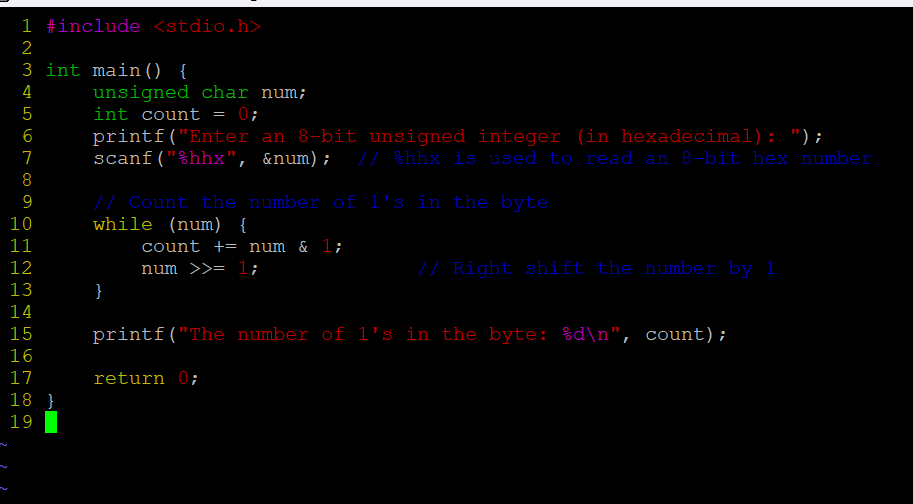 1 #include <stdio.h>
2
3 int main() {
4     unsigned char num;
5     int count = 0;
6     printf("Enter an 8-bit unsigned integer (in hexadecimal): ");
7     scanf("%hhx", &num);  // %hhx is used to read an 8-bit hex number
8
9     // Count the number of 1's in the byte
10     while (num) {
11         count += num & 1;
12         num >>= 1;             // Right shift the number by 1
13     }
14
15     printf("The number of 1's in the byte: %d\n", count);
16
17     return 0;
18 }
19
~
~
~